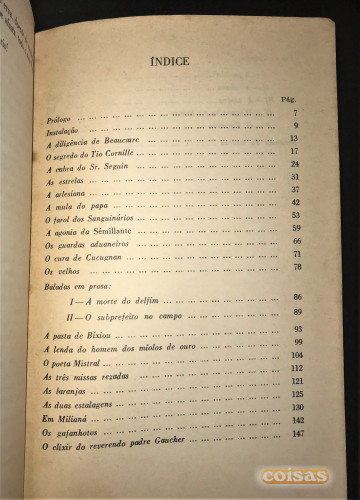 ÍNDICE
Pág.
Prólogo ... 7
Instalação ... 9
A diligência de Beaucaire ... 13
O segredo do Tio Cornille ... 17
A cabra do Sr. Seguin ... 24
As estrelas ... 31
A arlesiana ... 37
A mula do papa ... 42
O farol dos Sanguinários ... 53
A agonia da Sémillante ... 59
Os guardas aduaneiros ... 66
O cura de Cucugnan ... 71
Os velhos ... 78
Baladas em prosa:
I — A morte do delfim ... 86
II — O subprefeito no campo ... 89
A pasta de Bixiou ... 93
A lenda do homem dos miolos de ouro ... 99
O poeta Mistral ... 104
As três missas rezadas ... 112
As laranjas ... 121
As duas estalagens ... 125
Em Milianá ... 130
Os gafanhotos ... 142
O elixir do reverendo padre Gaucher ... 147
coisas